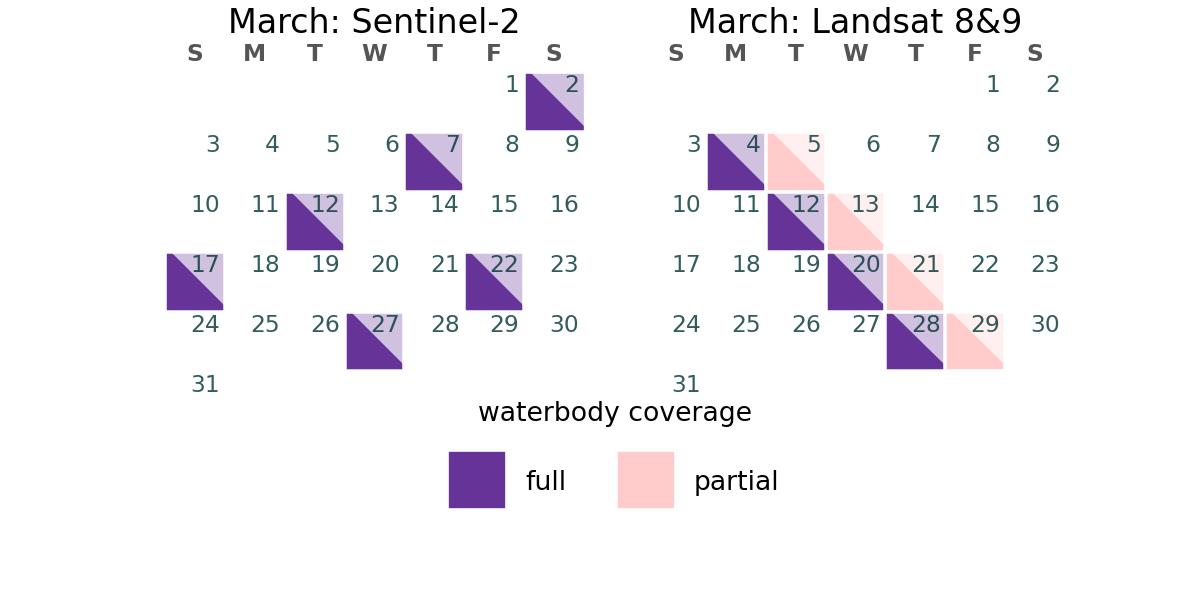 March: Sentinel-2
S M T W T F S
1 2
3 4 5 6 7 8 9
10 11 12 13 14 15 16
17 18 19 20 21 22 23
24 25 26 27 28 29 30
31
March: Landsat 8&9
S M T W T F S
1 2
3 4 5 6 7 8 9
10 11 12 13 14 15 16
17 18 19 20 21 22 23
24 25 26 27 28 29 30
31
waterbody coverage
full
partial